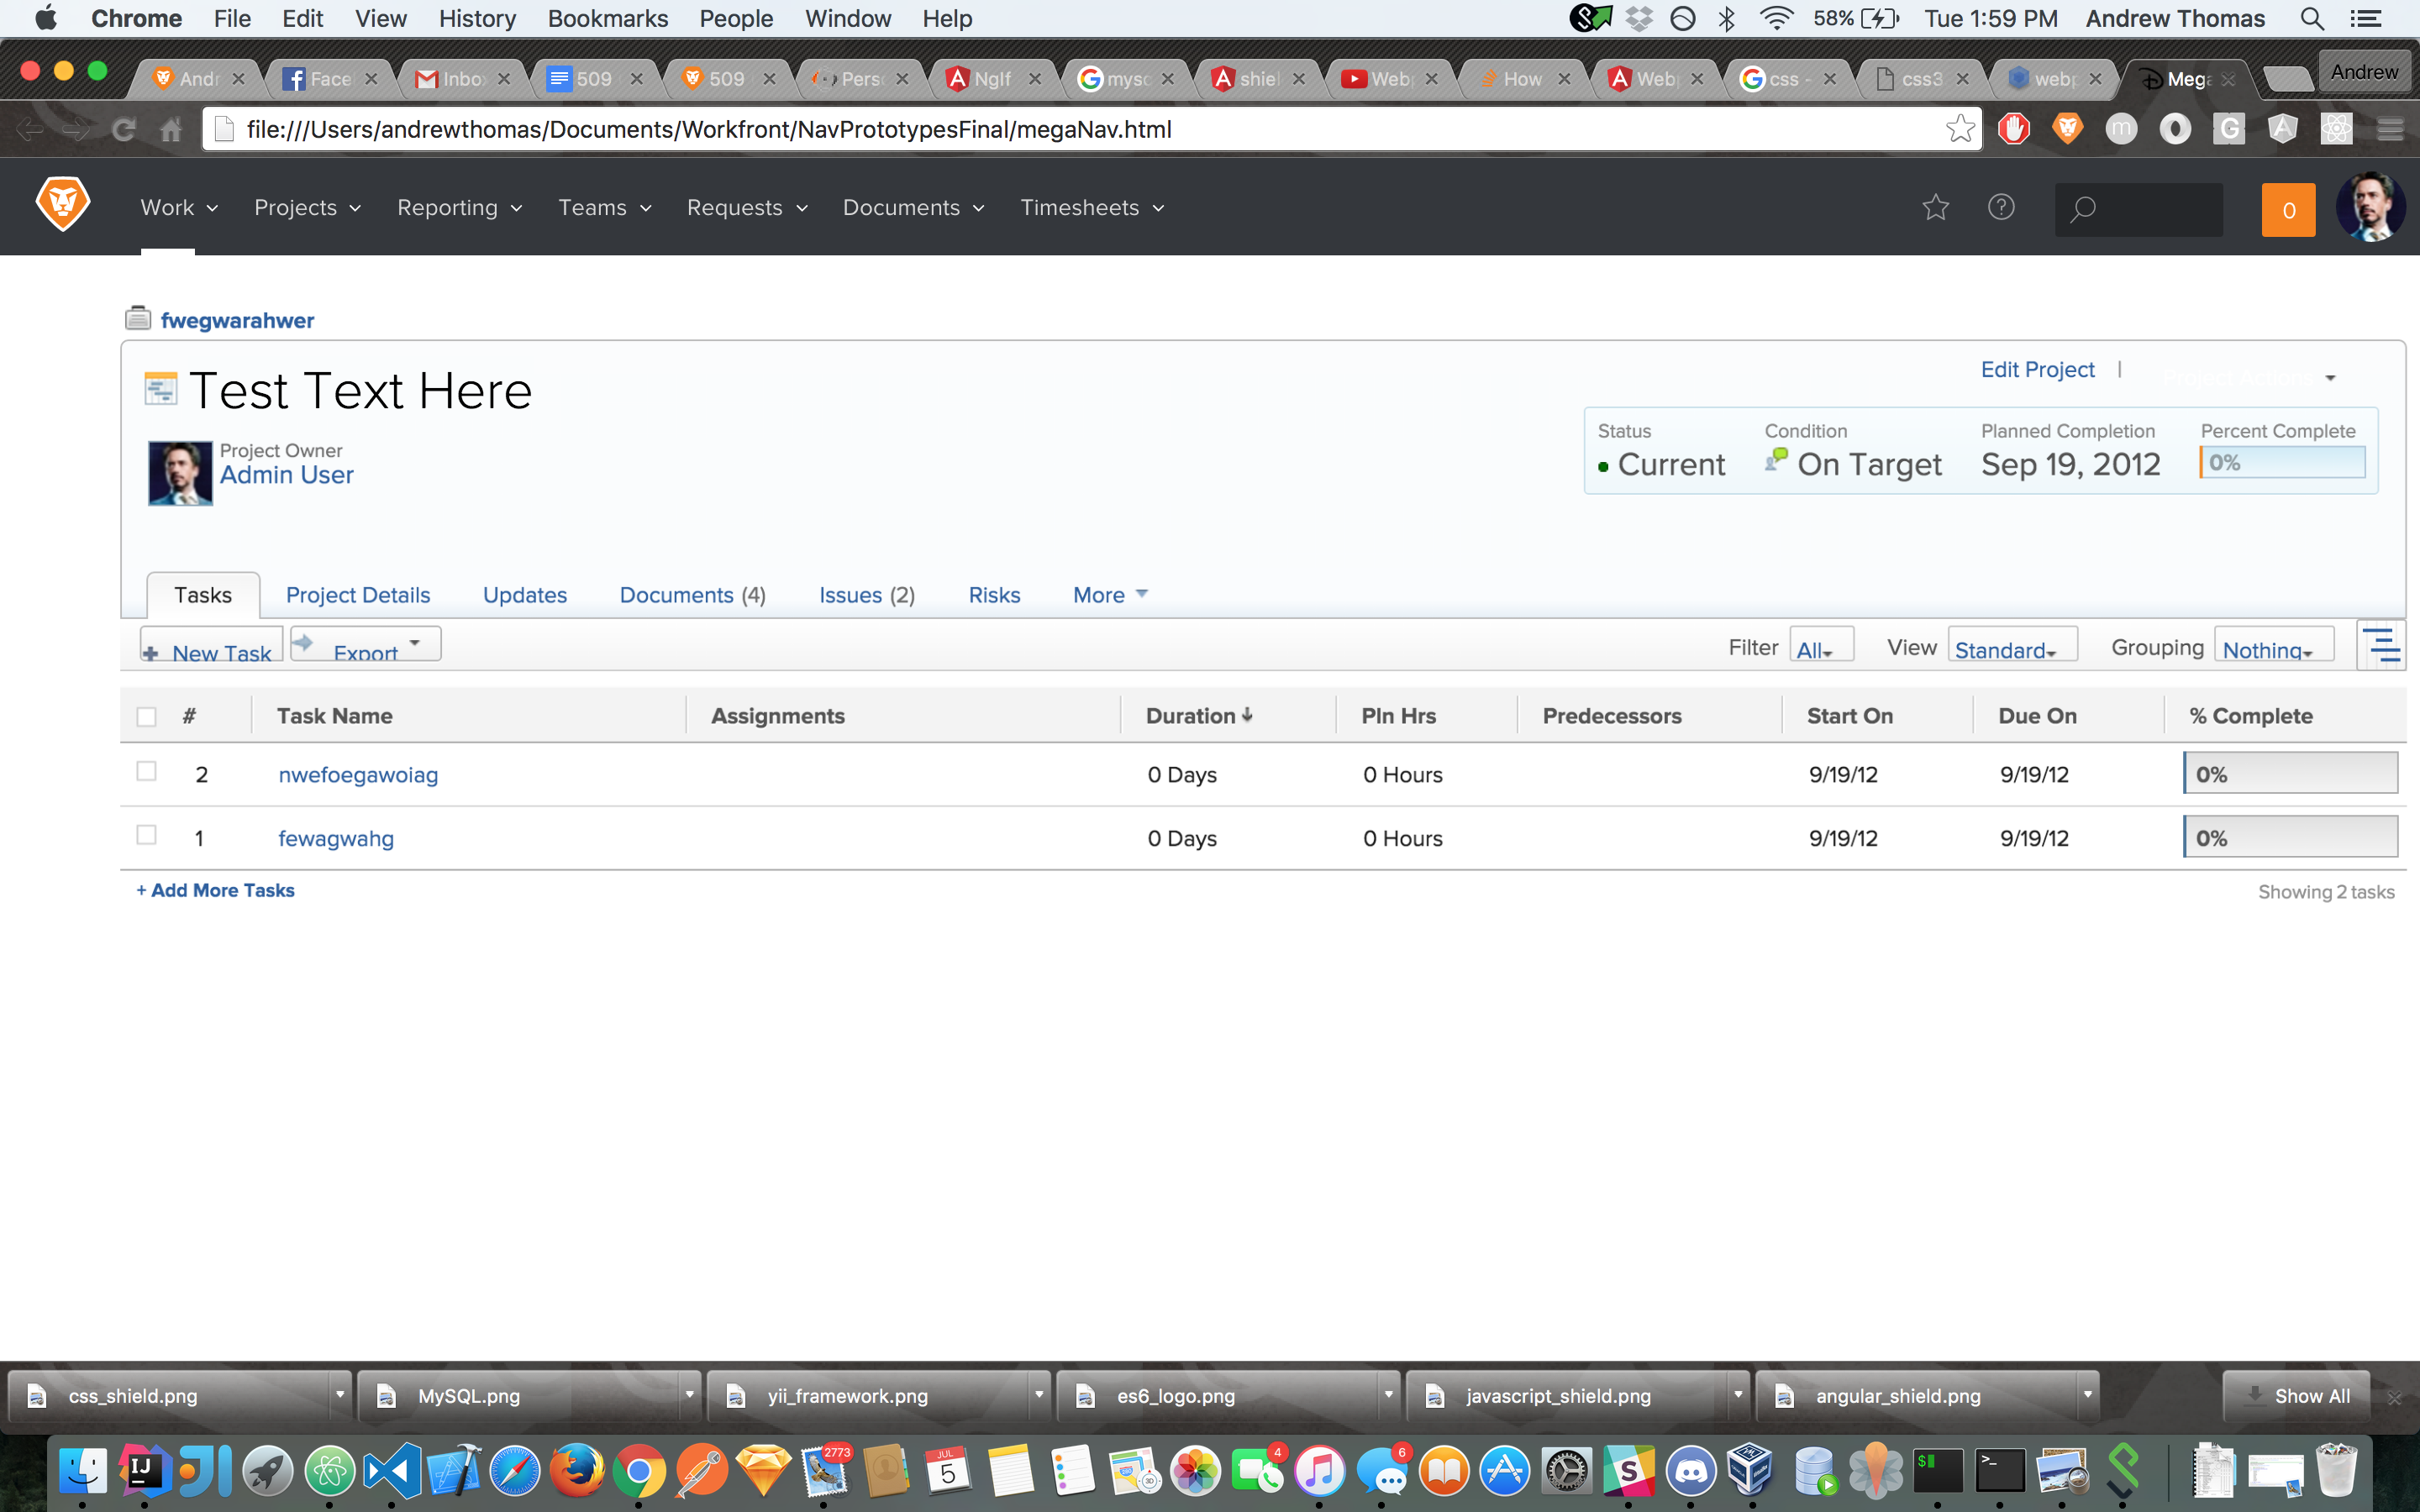 Chrome File Edit View History Bookmarks People Window Help 58% Tue 1:59 PM Andrew Thomas
Andr Face Inbo 509 509 Pers NgIf mysc shiel Web How Web css - css3 webp Mega Andrew
file:///Users/andrewthomas/Documents/Workfront/NavPrototypesFinal/megaNav.html
Work Projects Reporting Teams Requests Documents Timesheets 0
fwegwarahwer
Test Text Here
Edit Project |
Project Owner
Admin User
Status Condition Planned Completion Percent Complete
Current On Target Sep 19, 2012 0%
Tasks Project Details Updates Documents (4) Issues (2) Risks More
New Task Export Filter All View Standard Grouping Nothing
# Task Name Assignments Duration Pln Hrs Predecessors Start On Due On % Complete
2 nwefoegawoiag 0 Days 0 Hours 9/19/12 9/19/12 0%
1 fewagwahg 0 Days 0 Hours 9/19/12 9/19/12 0%
+ Add More Tasks Showing 2 tasks
css_shield.png MySQL.png yii_framework.png es6_logo.png javascript_shield.png angular_shield.png Show All
IJ 2773 JUL 5 4 6